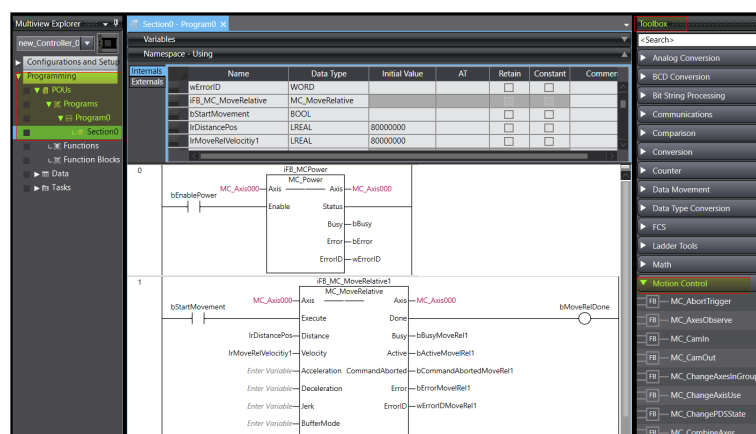 Multiview Explorer
new_Controller_0
Configurations and Setup
Programming
POUs
Programs
Program0
Section0
Functions
Function Blocks
Data
Tasks
Section0 - Program0
Variables
Namespace - Using
Internals
Externals
Name Data Type Initial Value AT Retain Constant Commen
wErrorID WORD
iFB_MC_MoveRelative MC_MoveRelative
bStartMovement BOOL
lrDistancePos LREAL 80000000
lrMoveRelVelocitiy1 LREAL 80000000
0
iFB_MCPower
MC_Power
bEnablePower
MC_Axis000 Axis Axis MC_Axis000
Enable Status
Busy bBusy
Error bError
ErrorID wErrorID
1
iFB_MC_MoveRelative1
MC_MoveRelative
bStartMovement
MC_Axis000 Axis Axis MC_Axis000
bMoveRelDone
Execute Done
lrDistancePos Distance Busy bBusyMoveRel1
lrMoveRelVelocitiy1 Velocity Active bActiveMovelRel1
Enter Variable Acceleration CommandAborted bCommandAbortedMoveRel1
Enter Variable Deceleration Error bErrorMovelRel1
Enter Variable Jerk ErrorID wErrorIDMoveRel1
Enter Variable BufferMode
Toolbox
<Search>
Analog Conversion
BCD Conversion
Bit String Processing
Communications
Comparison
Conversion
Counter
Data Movement
Data Type Conversion
FCS
Ladder Tools
Math
Motion Control
FB MC_AbortTrigger
FB MC_AxesObserve
FB MC_CamIn
FB MC_CamOut
FB MC_ChangeAxesInGroup
FB MC_ChangeAxisUse
FB MC_ChangePDSState
FB MC_CombineAxes